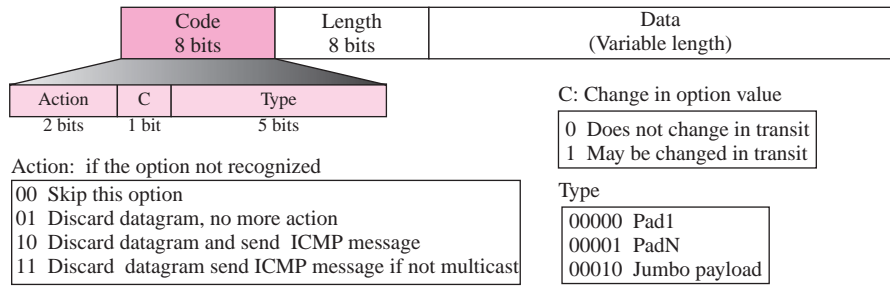 Code Length Data
8 bits 8 bits (Variable length)
Action C Type
2 bits 1 bit 5 bits
C: Change in option value
0 Does not change in transit
1 May be changed in transit
Action: if the option not recognized
00 Skip this option
01 Discard datagram, no more action
10 Discard datagram and send ICMP message
11 Discard datagram send ICMP message if not multicast
Type
00000 Pad1
00001 PadN
00010 Jumbo payload